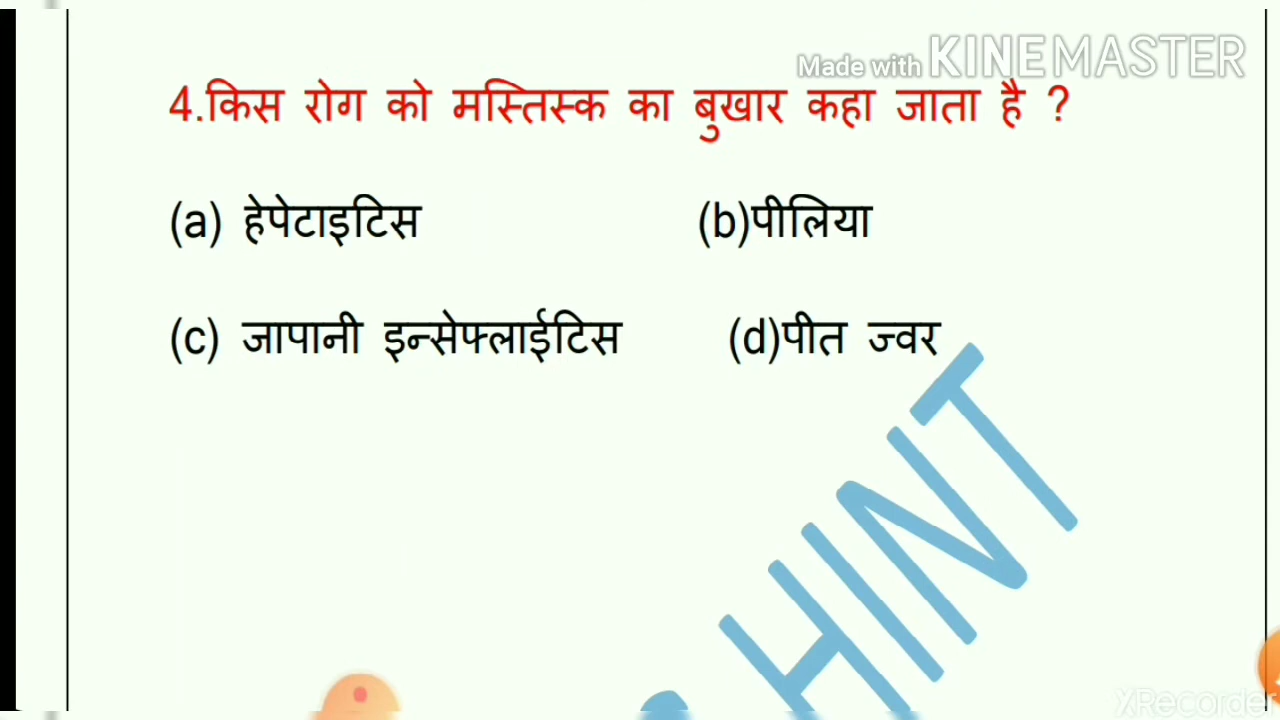 Made with KINEMASTER
4.किस रोग को मस्तिस्क का बुखार कहा जाता है ?
(a) हेपेटाइटिस (b)पीलिया
(c) जापानी इन्सेफ्लाईटिस (d)पीत ज्वर
HINT
XRecorder